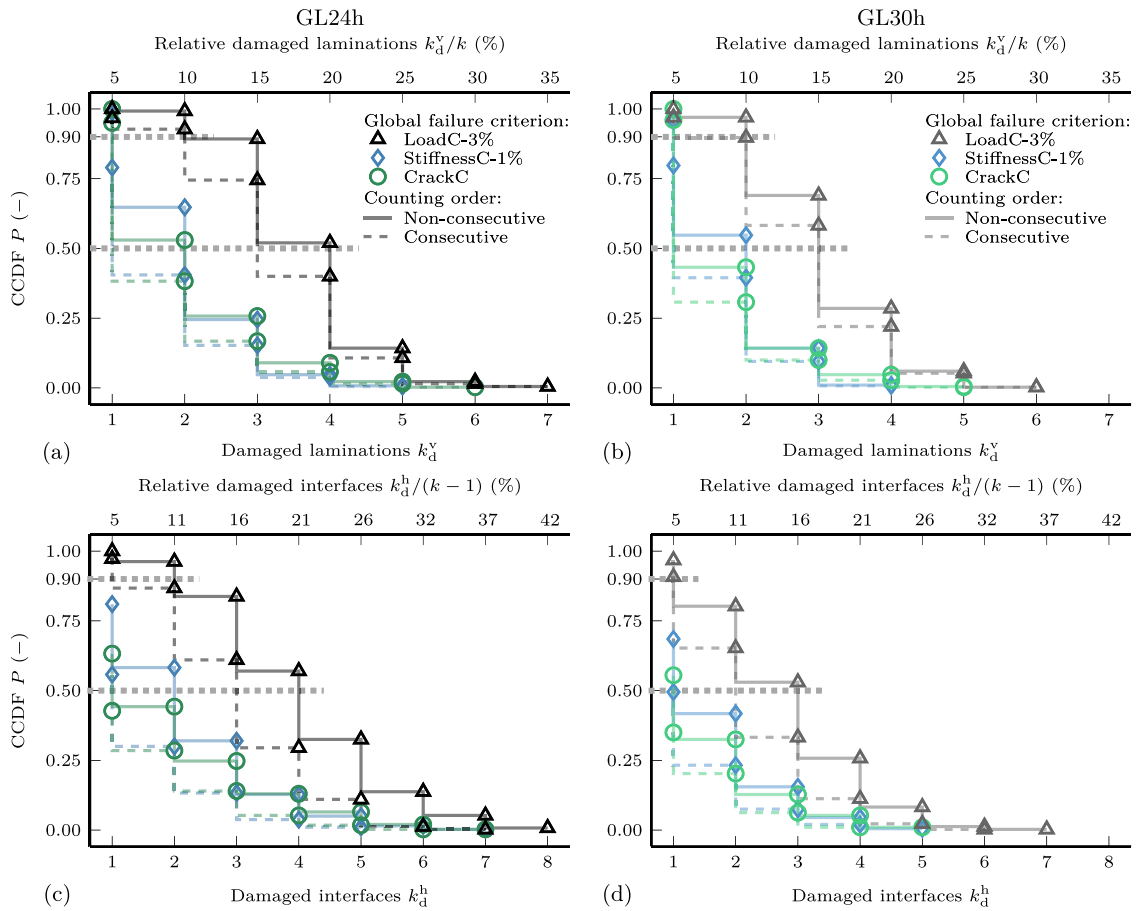 GL24h
GL30h
Relative damaged laminations k_d^v/k (%)
Relative damaged laminations k_d^v/k (%)
5 10 15 20 25 30 35
5 10 15 20 25 30 35
1.00
0.90
0.75
0.50
0.25
0.00
CCDF P (−)
Global failure criterion:
LoadC-3%
StiffnessC-1%
CrackC
Counting order:
Non-consecutive
Consecutive
1 2 3 4 5 6 7
(a)
Damaged laminations k_d^v
1.00
0.90
0.75
0.50
0.25
0.00
Global failure criterion:
LoadC-3%
StiffnessC-1%
CrackC
Counting order:
Non-consecutive
Consecutive
1 2 3 4 5 6 7
(b)
Damaged laminations k_d^v
Relative damaged interfaces k_d^h/(k − 1) (%)
Relative damaged interfaces k_d^h/(k − 1) (%)
5 11 16 21 26 32 37 42
5 11 16 21 26 32 37 42
1.00
0.90
0.75
0.50
0.25
0.00
CCDF P (−)
1 2 3 4 5 6 7 8
(c)
Damaged interfaces k_d^h
1.00
0.90
0.75
0.50
0.25
0.00
1 2 3 4 5 6 7 8
(d)
Damaged interfaces k_d^h